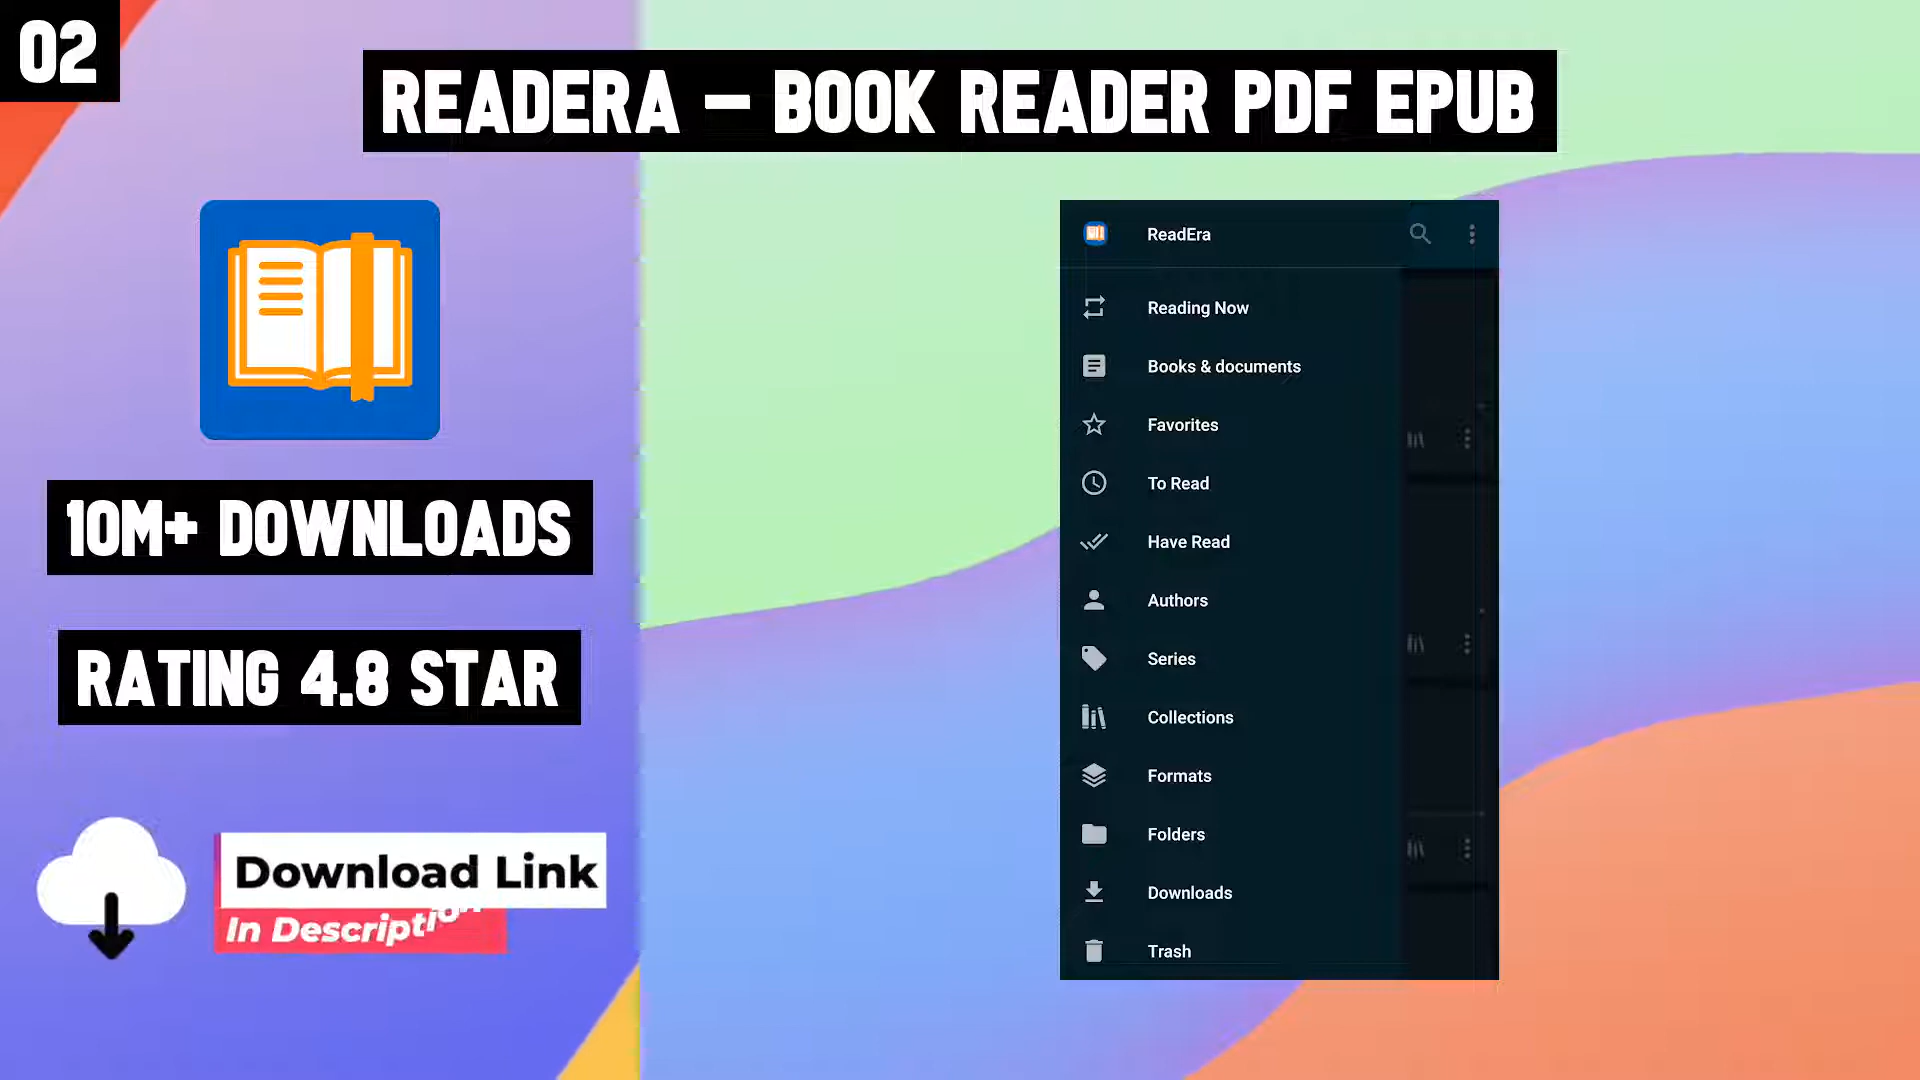 02
READERA – BOOK READER PDF EPUB
10M+ DOWNLOADS
RATING 4.8 STAR
Download Link
In Description
ReadEra
Reading Now
Books & documents
Favorites
To Read
Have Read
Authors
Series
Collections
Formats
Folders
Downloads
Trash